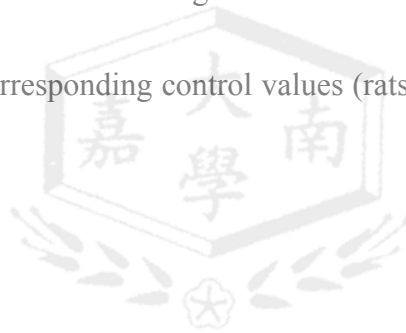 rresponding control values (rats
大
嘉 南
學